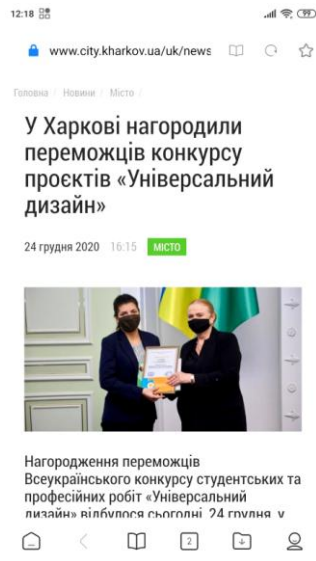 12:18
99
www.city.kharkov.ua/uk/news
Головна / Новини / Місто /
У Харкові нагородили
переможців конкурсу
проєктів «Універсальний
дизайн»
24 грудня 2020 16:15 МІСТО
Нагородження переможців
Всеукраїнського конкурсу студентських та
професійних робіт «Універсальний
дизайн» відбулося сьогодні, 24 грудня, у
2